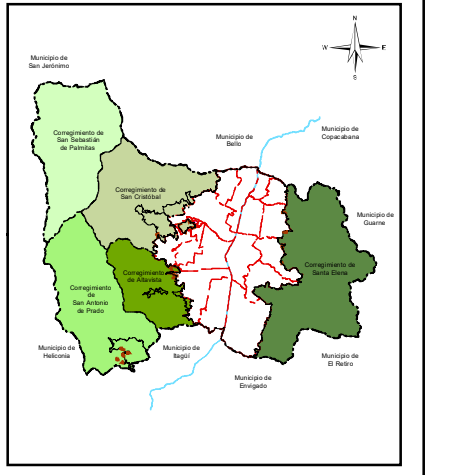 N
W
E
S
Municipio de
San Jerónimo
Municipio de
Copacabana
Corregimiento de
San Sebastián
de Palmitas
Municipio de
Bello
Corregimiento de
San Cristóbal
Municipio de
Guarne
Corregimiento
de Altavista
Corregimiento de
Santa Elena
Corregimiento
de
San Antonio
de Prado
Municipio de
Heliconia
Municipio de
Itagüí
Municipio de
El Retiro
Municipio de
Envigado